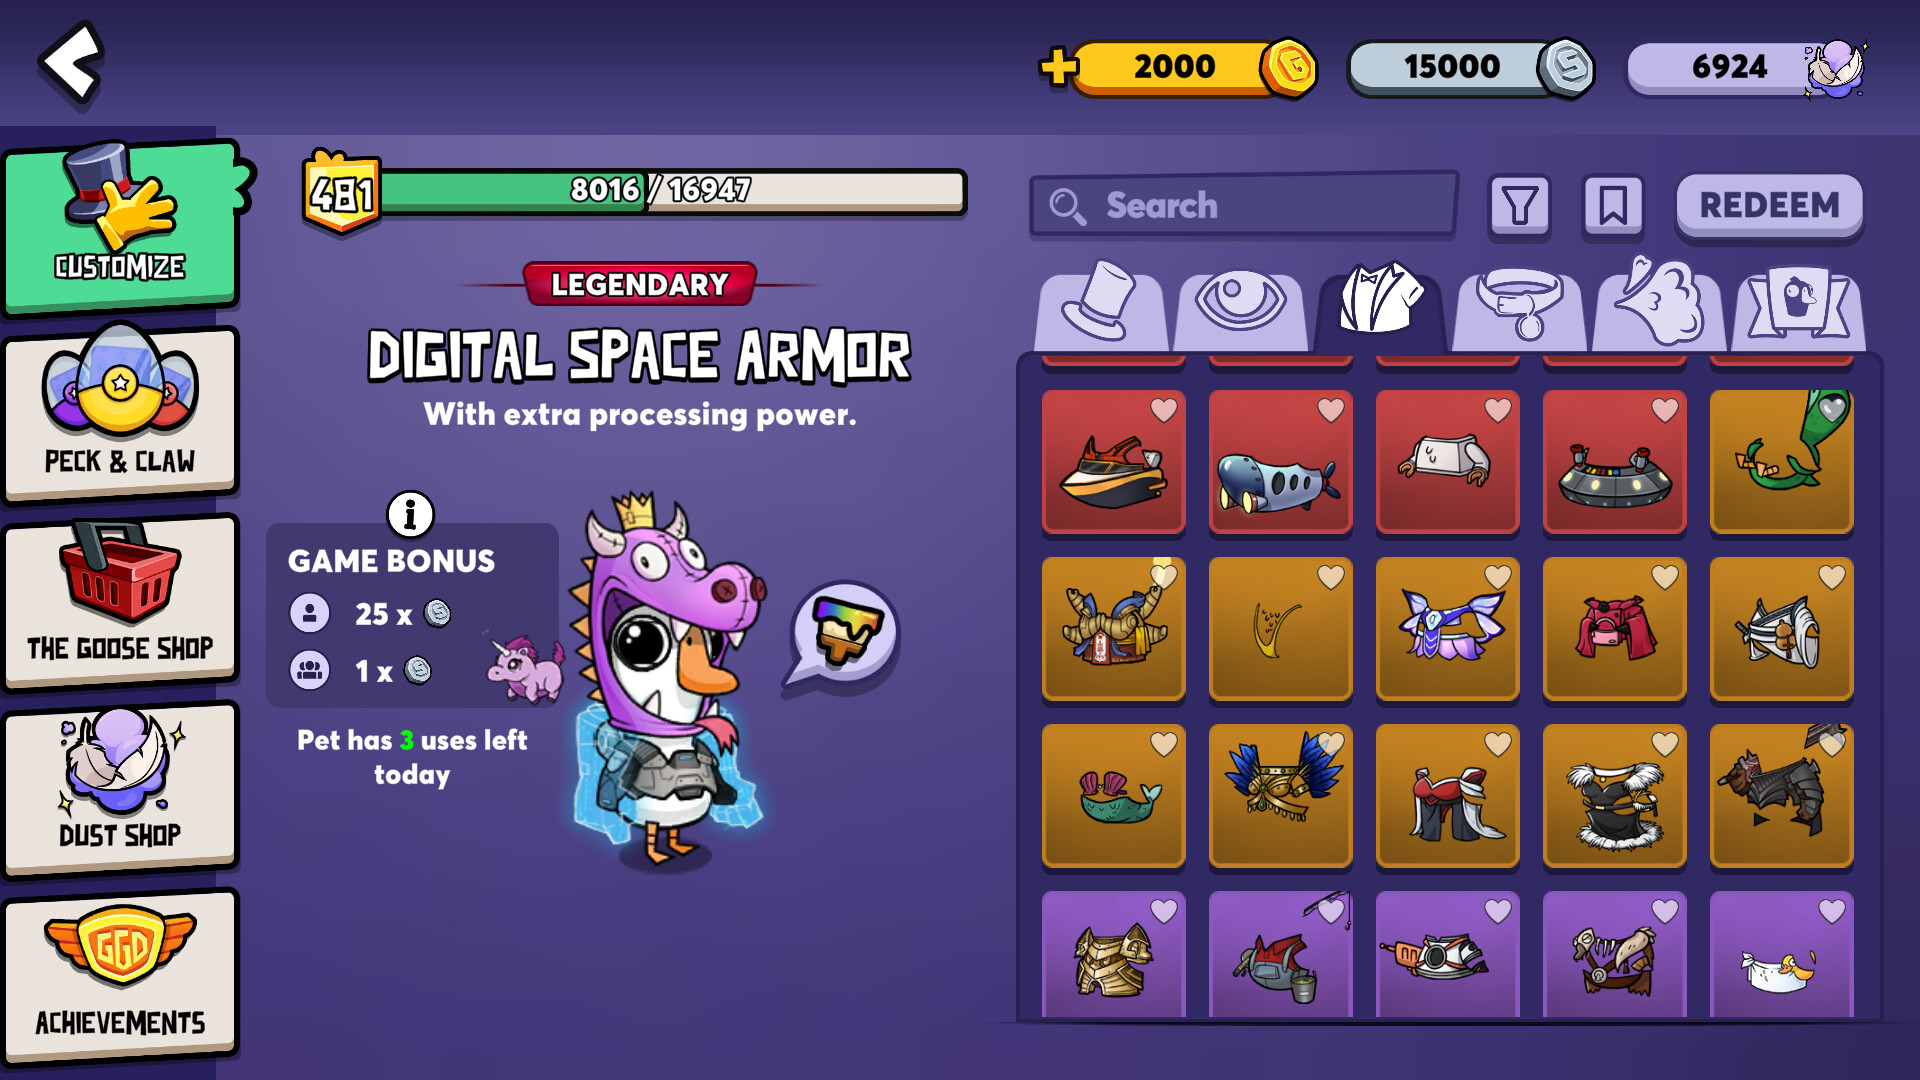 2000
15000
6924
CUSTOMIZE
PECK & CLAW
THE GOOSE SHOP
DUST SHOP
GGD
ACHIEVEMENTS
481
8016 / 16947
LEGENDARY
DIGITAL SPACE ARMOR
With extra processing power.
GAME BONUS
25 x
1 x
Pet has 3 uses left
today
Search
REDEEM